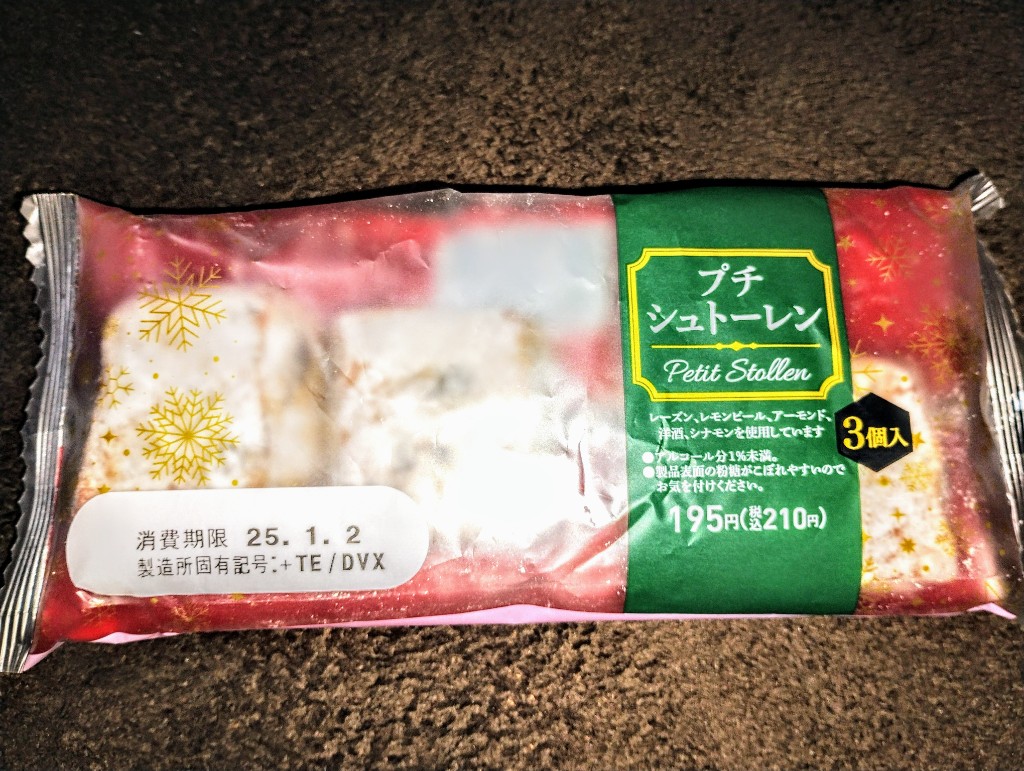 プチ
シュトーレン
Petit Stollen
レーズン、レモンピール、アーモンド、
洋酒、シナモンを使用しています
●アルコール分1%未満。
●製品表面の粉糖がこぼれやすいので
お気を付けください。
195円(税込210円)
3個入
消費期限 25. 1. 2
製造所固有記号:+TE/DVX